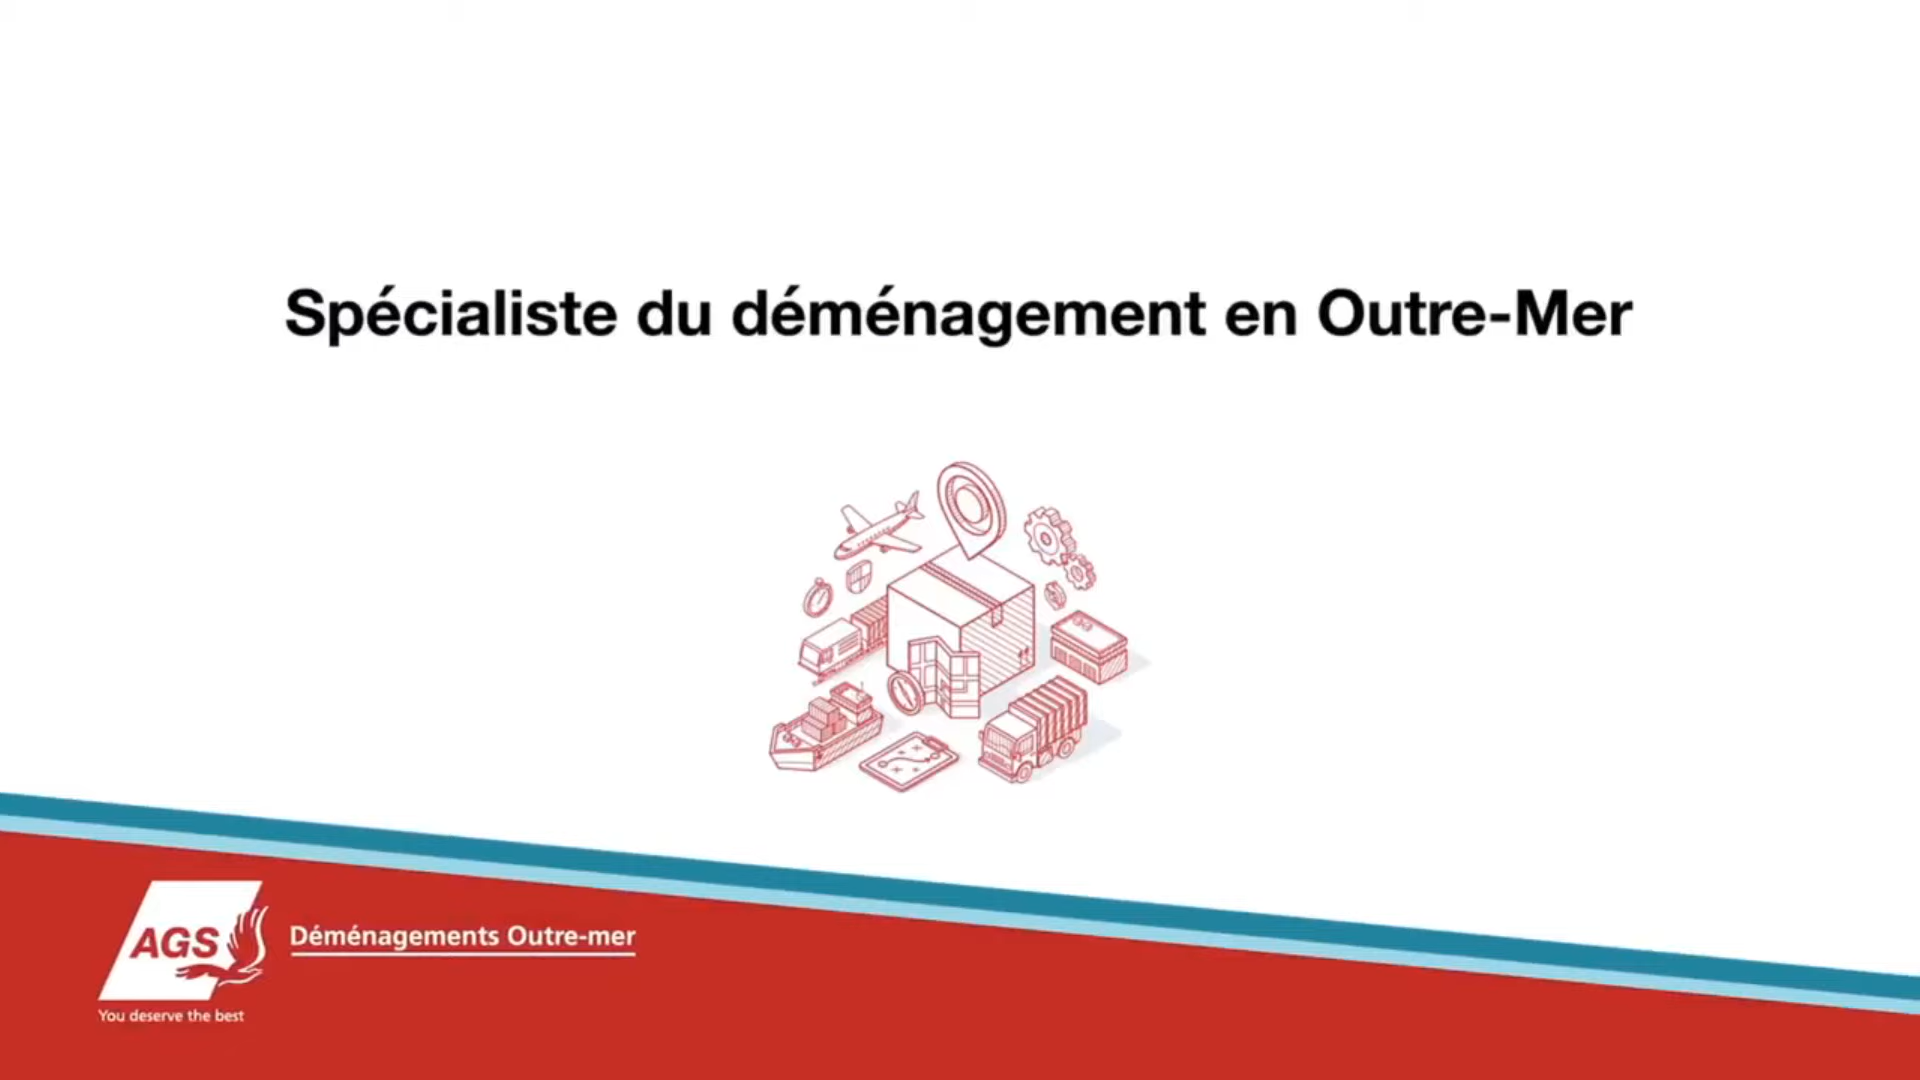 Spécialiste du déménagement en Outre-Mer
AGS
Déménagements Outre-mer
You deserve the best